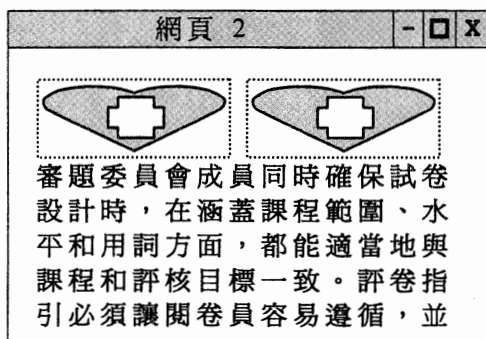 網頁 2
審題委員會成員同時確保試卷
設計時，在涵蓋課程範圍、水
平和用詞方面，都能適當地與
課程和評核目標一致。評卷指
引必須讓閱卷員容易遵循，並